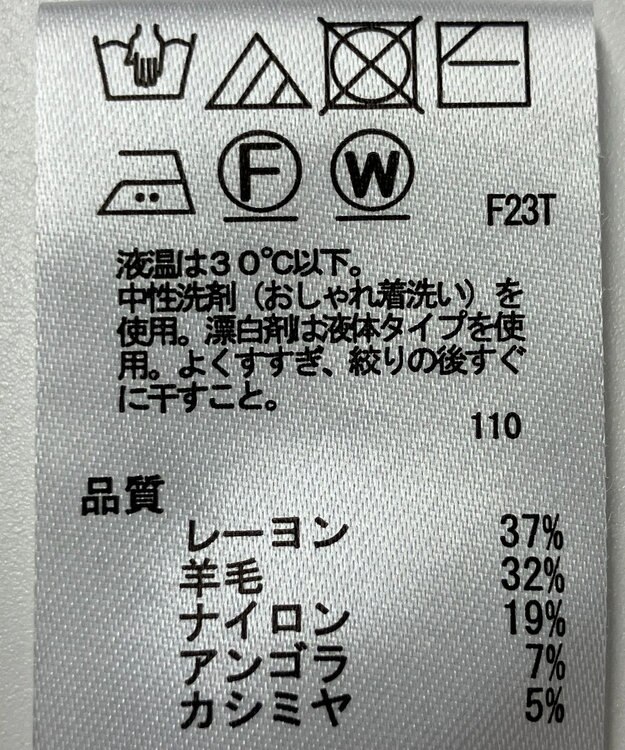 F W
F23T
液温は30℃以下。
中性洗剤（おしゃれ着洗い）を
使用。漂白剤は液体タイプを使
用。よくすすぎ、絞りの後すぐ
に干すこと。
110
品質
レーヨン 37%
羊毛 32%
ナイロン 19%
アンゴラ 7%
カシミヤ 5%